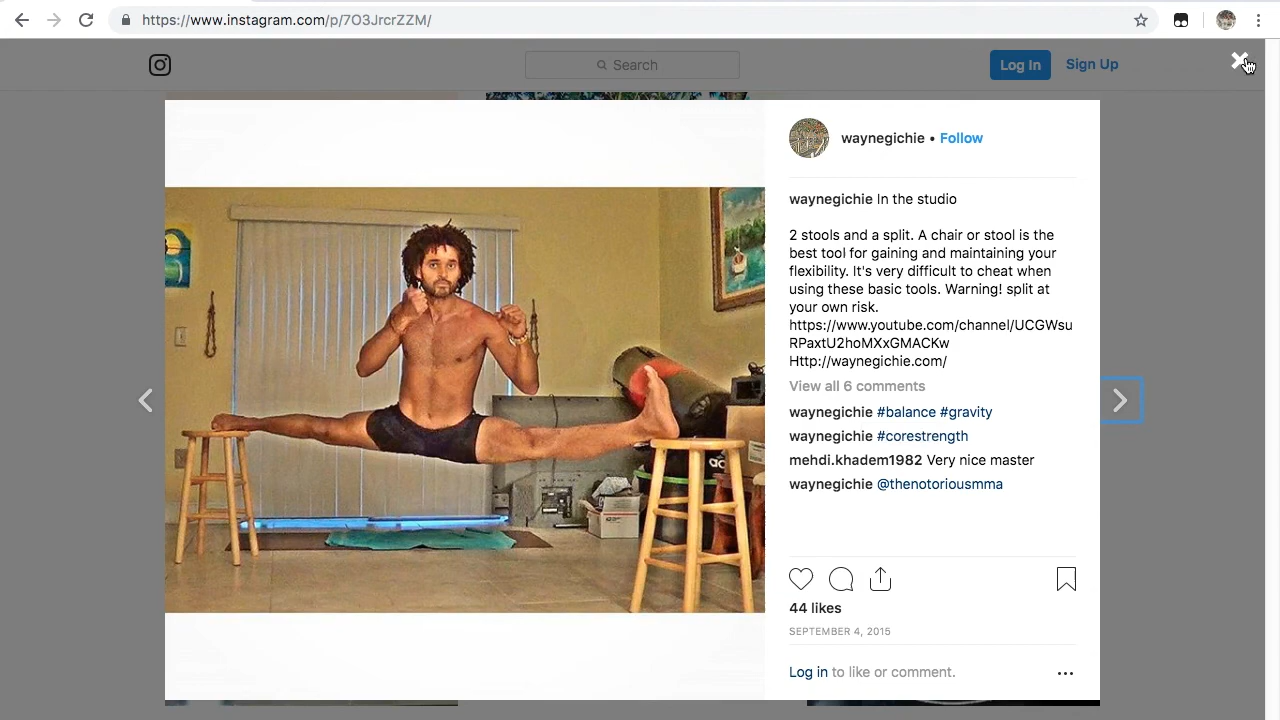 https://www.instagram.com/p/7O3JrcrZZM/
Search
Log In
Sign Up
waynegichie • Follow
waynegichie In the studio
2 stools and a split. A chair or stool is the
best tool for gaining and maintaining your
flexibility. It's very difficult to cheat when
using these basic tools. Warning! split at
your own risk.
https://www.youtube.com/channel/UCGWsu
RPaxtU2hoMXxGMACKw
Http://waynegichie.com/
View all 6 comments
waynegichie #balance #gravity
waynegichie #corestrength
mehdi.khadem1982 Very nice master
waynegichie @thenotoriousmma
44 likes
SEPTEMBER 4, 2015
Log in to like or comment.